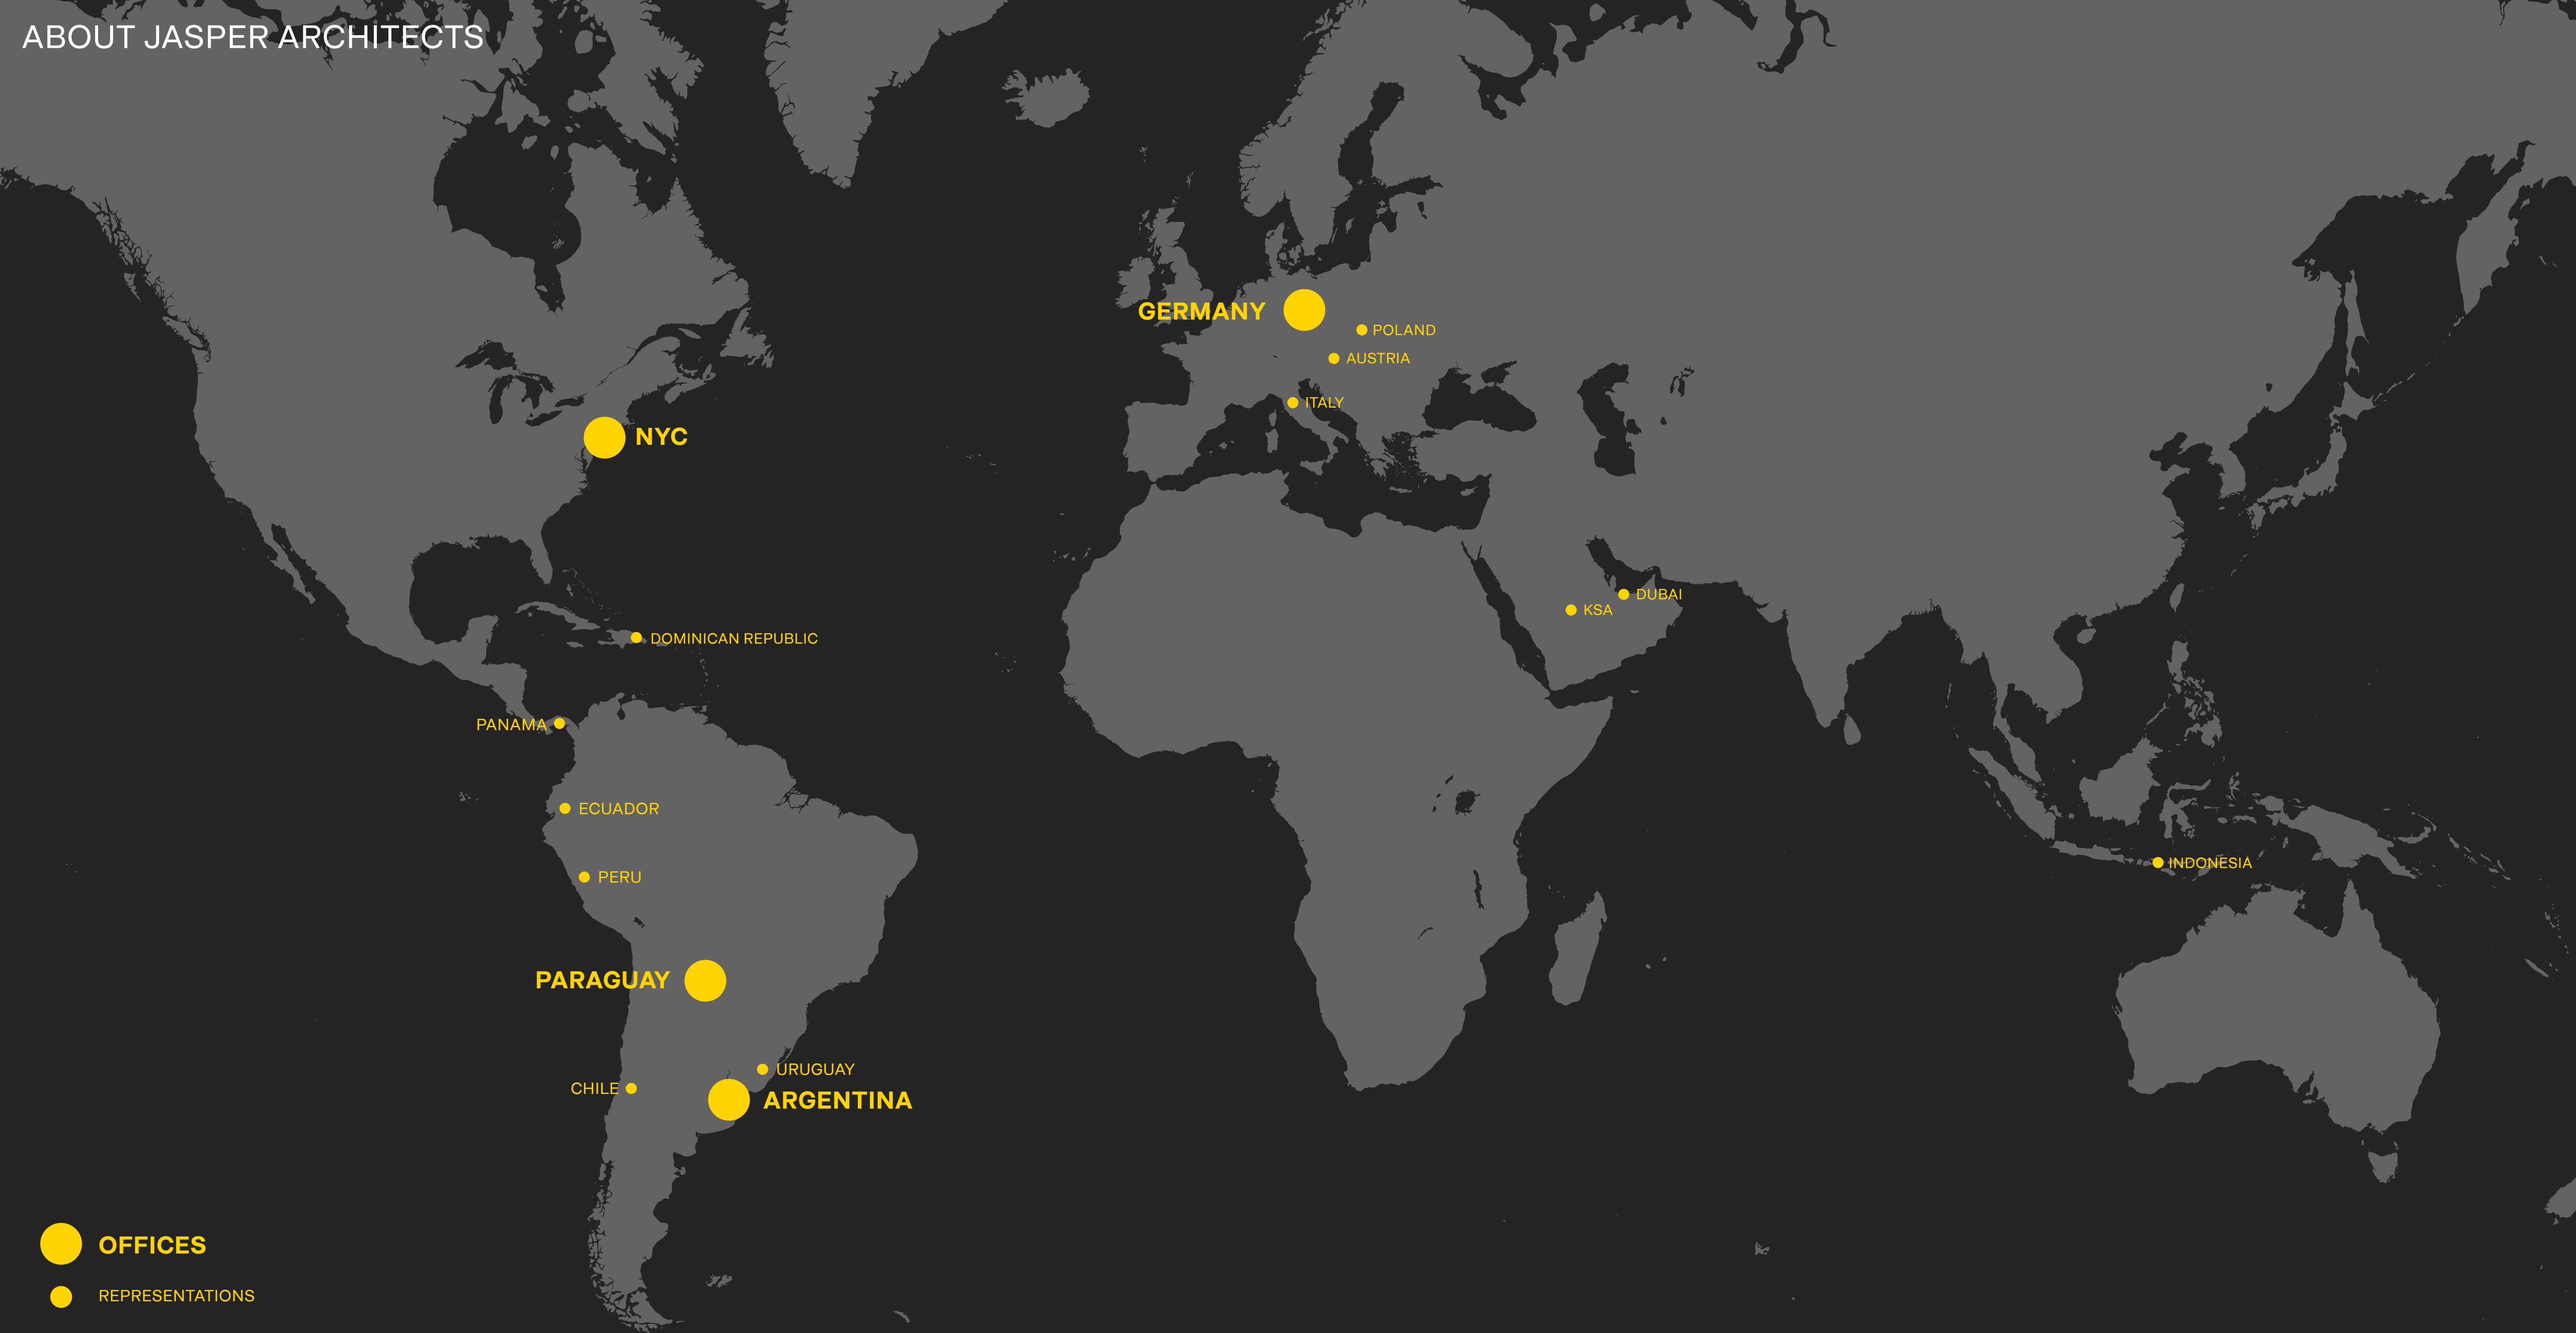 ABOUT JASPER ARCHITECTS
GERMANY
POLAND
AUSTRIA
ITALY
NYC
DUBAI
KSA
DOMINICAN REPUBLIC
PANAMA
ECUADOR
INDONESIA
PERU
PARAGUAY
URUGUAY
CHILE
ARGENTINA
OFFICES
REPRESENTATIONS